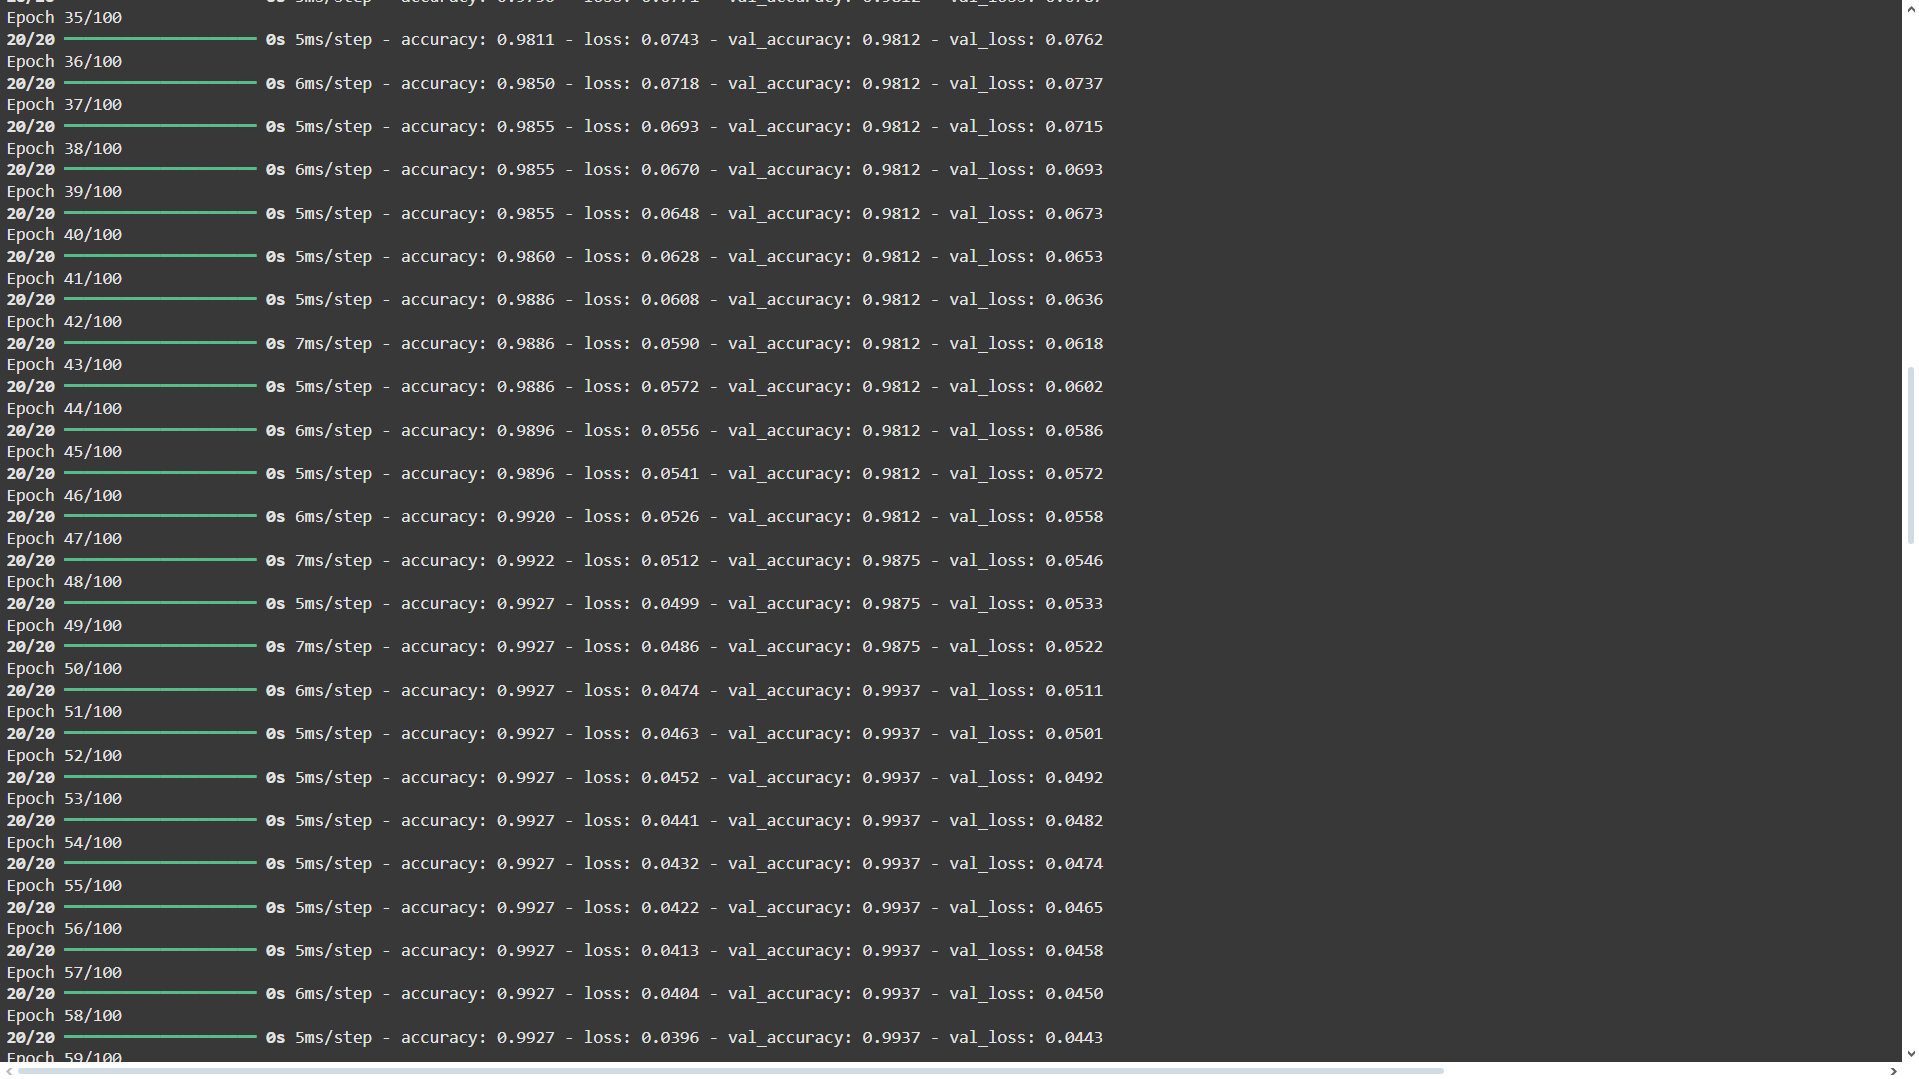 Epoch 35/100
20/20 0s 5ms/step - accuracy: 0.9811 - loss: 0.0743 - val_accuracy: 0.9812 - val_loss: 0.0762
Epoch 36/100
20/20 0s 6ms/step - accuracy: 0.9850 - loss: 0.0718 - val_accuracy: 0.9812 - val_loss: 0.0737
Epoch 37/100
20/20 0s 5ms/step - accuracy: 0.9855 - loss: 0.0693 - val_accuracy: 0.9812 - val_loss: 0.0715
Epoch 38/100
20/20 0s 6ms/step - accuracy: 0.9855 - loss: 0.0670 - val_accuracy: 0.9812 - val_loss: 0.0693
Epoch 39/100
20/20 0s 5ms/step - accuracy: 0.9855 - loss: 0.0648 - val_accuracy: 0.9812 - val_loss: 0.0673
Epoch 40/100
20/20 0s 5ms/step - accuracy: 0.9860 - loss: 0.0628 - val_accuracy: 0.9812 - val_loss: 0.0653
Epoch 41/100
20/20 0s 5ms/step - accuracy: 0.9886 - loss: 0.0608 - val_accuracy: 0.9812 - val_loss: 0.0636
Epoch 42/100
20/20 0s 7ms/step - accuracy: 0.9886 - loss: 0.0590 - val_accuracy: 0.9812 - val_loss: 0.0618
Epoch 43/100
20/20 0s 5ms/step - accuracy: 0.9886 - loss: 0.0572 - val_accuracy: 0.9812 - val_loss: 0.0602
Epoch 44/100
20/20 0s 6ms/step - accuracy: 0.9896 - loss: 0.0556 - val_accuracy: 0.9812 - val_loss: 0.0586
Epoch 45/100
20/20 0s 5ms/step - accuracy: 0.9896 - loss: 0.0541 - val_accuracy: 0.9812 - val_loss: 0.0572
Epoch 46/100
20/20 0s 6ms/step - accuracy: 0.9920 - loss: 0.0526 - val_accuracy: 0.9812 - val_loss: 0.0558
Epoch 47/100
20/20 0s 7ms/step - accuracy: 0.9922 - loss: 0.0512 - val_accuracy: 0.9875 - val_loss: 0.0546
Epoch 48/100
20/20 0s 5ms/step - accuracy: 0.9927 - loss: 0.0499 - val_accuracy: 0.9875 - val_loss: 0.0533
Epoch 49/100
20/20 0s 7ms/step - accuracy: 0.9927 - loss: 0.0486 - val_accuracy: 0.9875 - val_loss: 0.0522
Epoch 50/100
20/20 0s 6ms/step - accuracy: 0.9927 - loss: 0.0474 - val_accuracy: 0.9937 - val_loss: 0.0511
Epoch 51/100
20/20 0s 5ms/step - accuracy: 0.9927 - loss: 0.0463 - val_accuracy: 0.9937 - val_loss: 0.0501
Epoch 52/100
20/20 0s 5ms/step - accuracy: 0.9927 - loss: 0.0452 - val_accuracy: 0.9937 - val_loss: 0.0492
Epoch 53/100
20/20 0s 5ms/step - accuracy: 0.9927 - loss: 0.0441 - val_accuracy: 0.9937 - val_loss: 0.0482
Epoch 54/100
20/20 0s 5ms/step - accuracy: 0.9927 - loss: 0.0432 - val_accuracy: 0.9937 - val_loss: 0.0474
Epoch 55/100
20/20 0s 5ms/step - accuracy: 0.9927 - loss: 0.0422 - val_accuracy: 0.9937 - val_loss: 0.0465
Epoch 56/100
20/20 0s 5ms/step - accuracy: 0.9927 - loss: 0.0413 - val_accuracy: 0.9937 - val_loss: 0.0458
Epoch 57/100
20/20 0s 6ms/step - accuracy: 0.9927 - loss: 0.0404 - val_accuracy: 0.9937 - val_loss: 0.0450
Epoch 58/100
20/20 0s 5ms/step - accuracy: 0.9927 - loss: 0.0396 - val_accuracy: 0.9937 - val_loss: 0.0443
Epoch 59/100